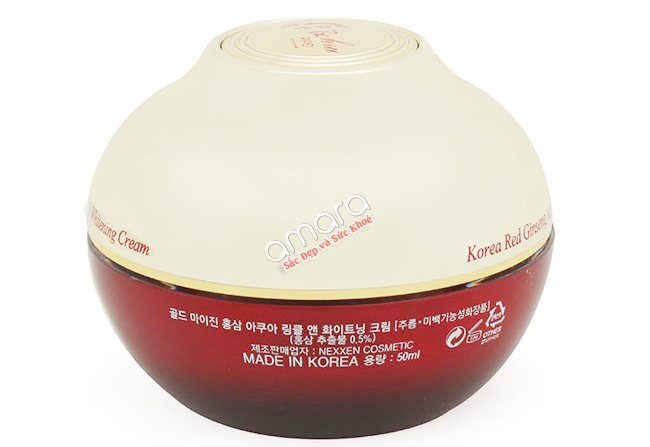 Whitening Cream
Korea Red Ginseng
amara
Sắc Đẹp và Sức Khoẻ
골드 마이진 홍삼 아쿠아 링클 앤 화이트닝 크림 [주름·미백기능성화장품]
(홍삼 추출물 0.5%)
제조판매업자 : NEXXEN COSMETIC
MADE IN KOREA 용량 : 50ml
OTHER